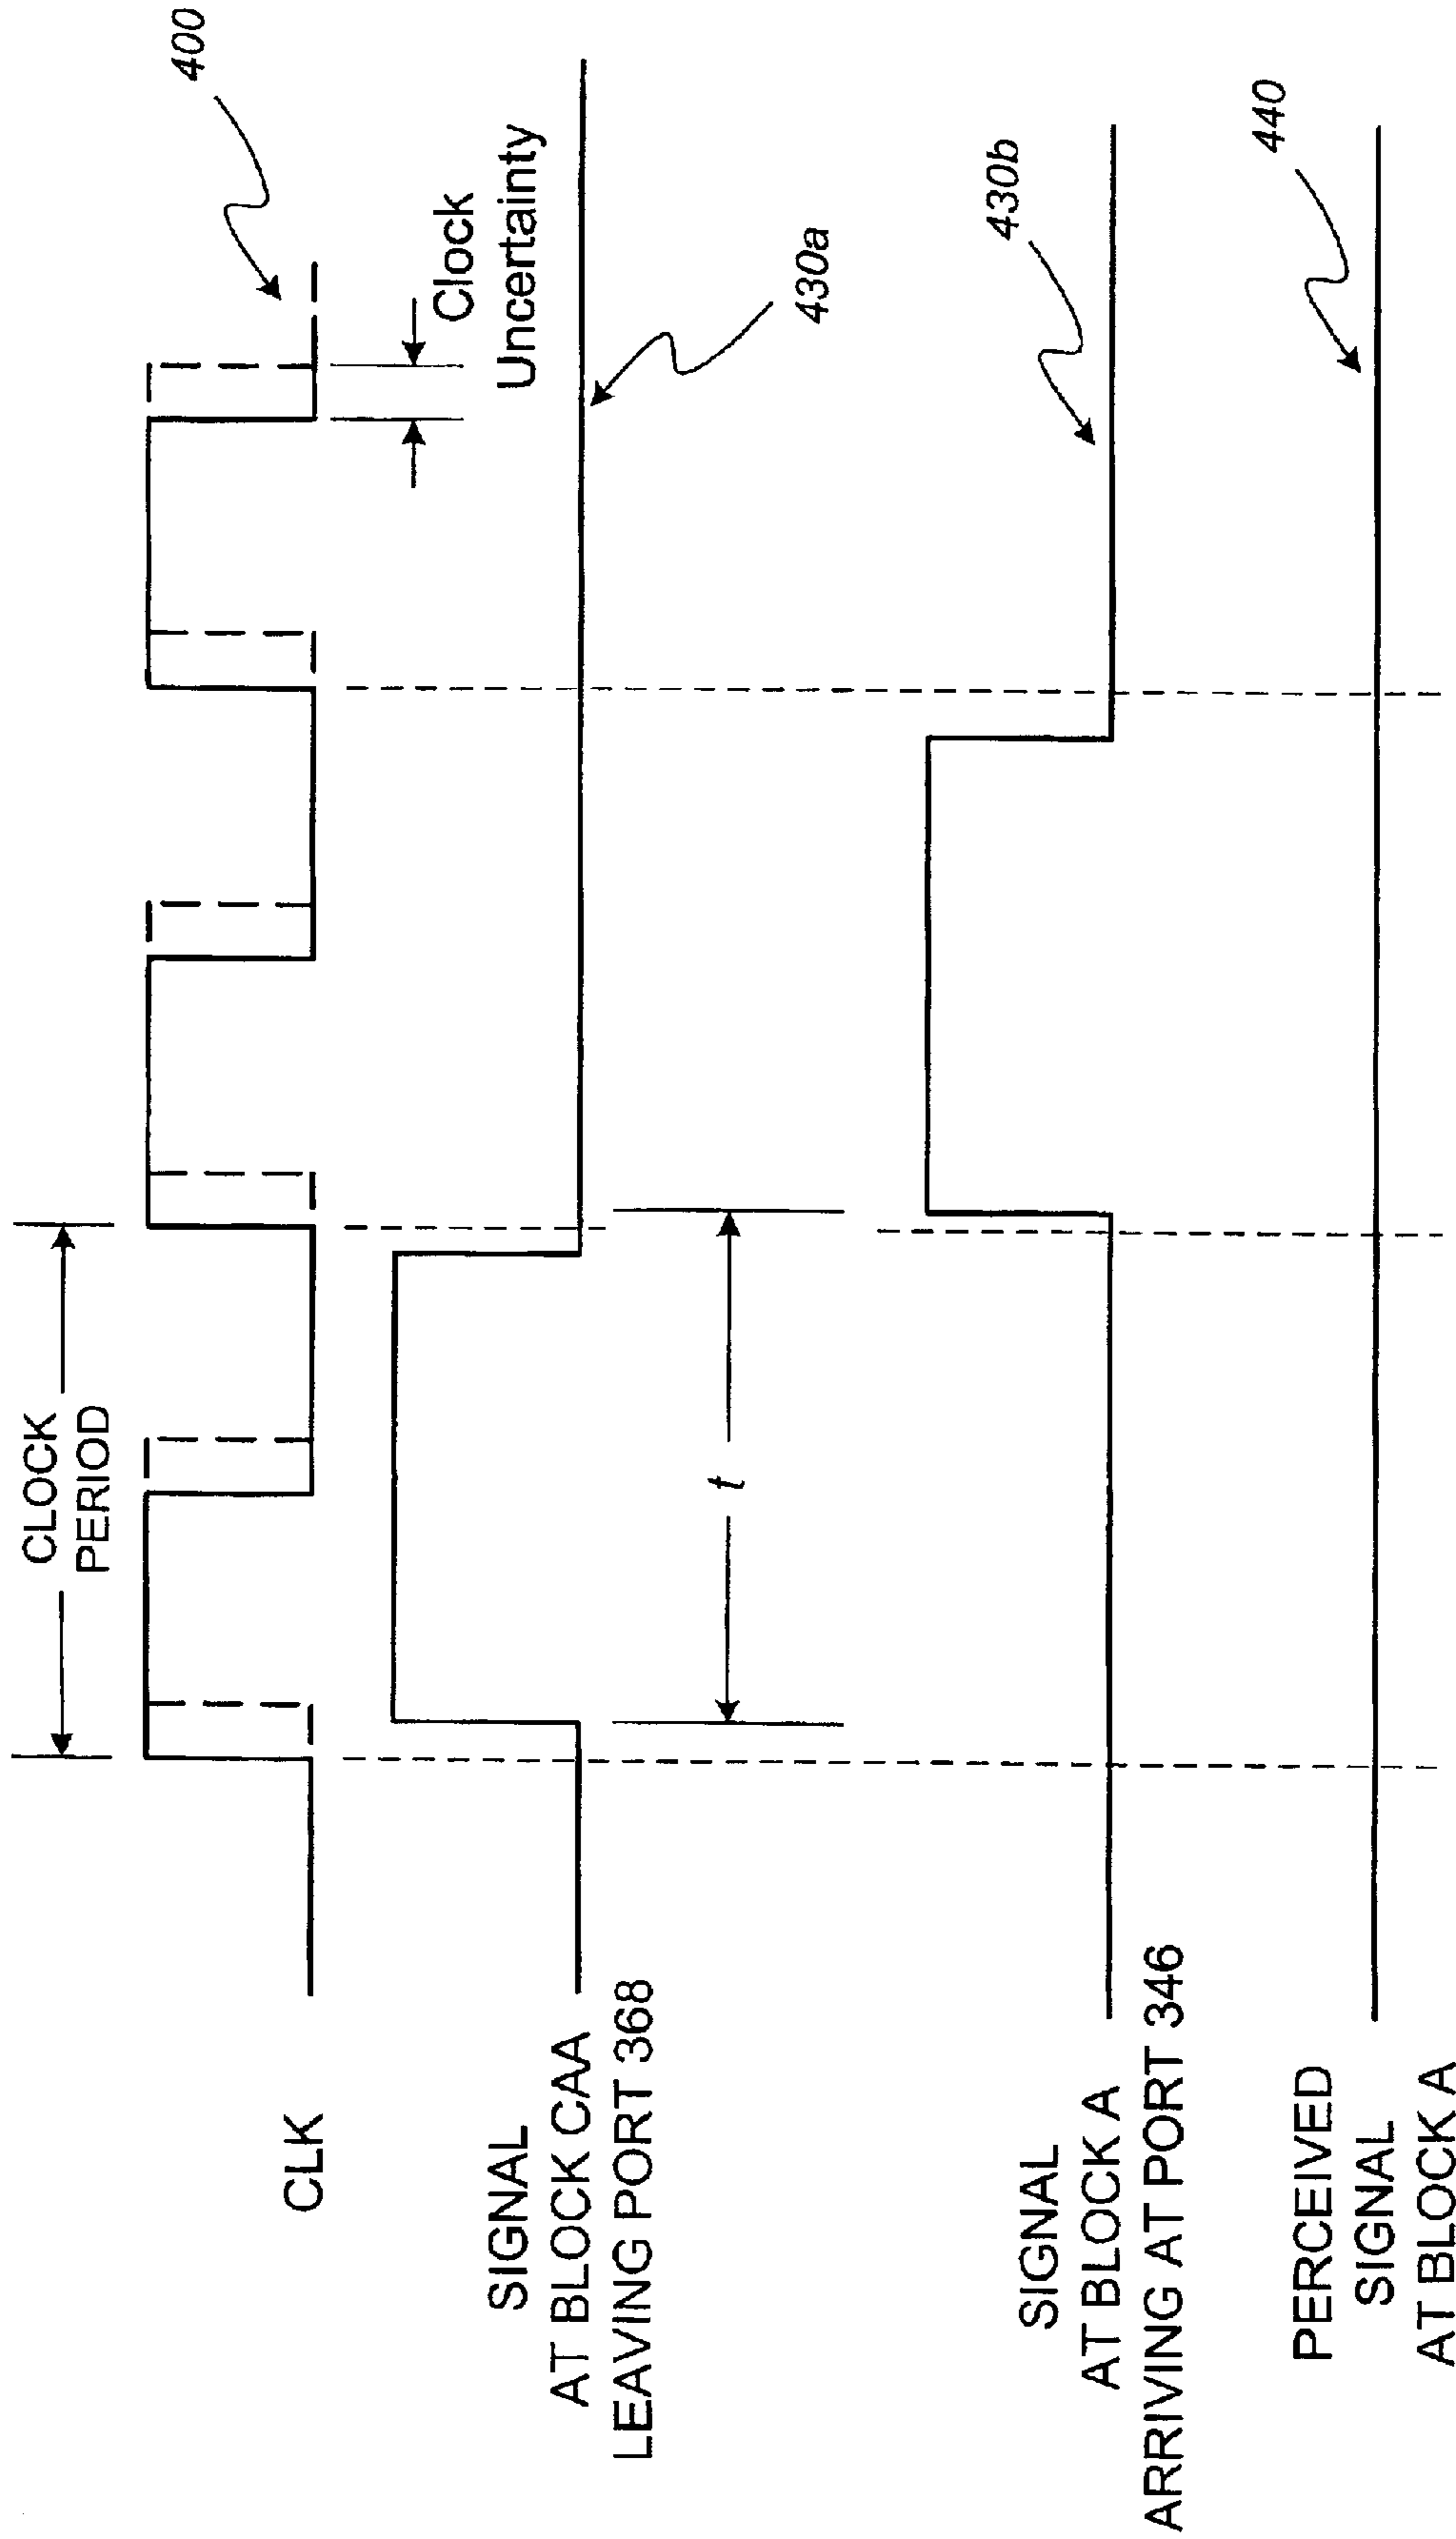 CLOCK
PERIOD
400
CLK
Clock
Uncertainty
SIGNAL
AT BLOCK CAA
LEAVING PORT 368
430a
t
SIGNAL
AT BLOCK A
ARRIVING AT PORT 346
430b
PERCEIVED
SIGNAL
AT BLOCK A
440